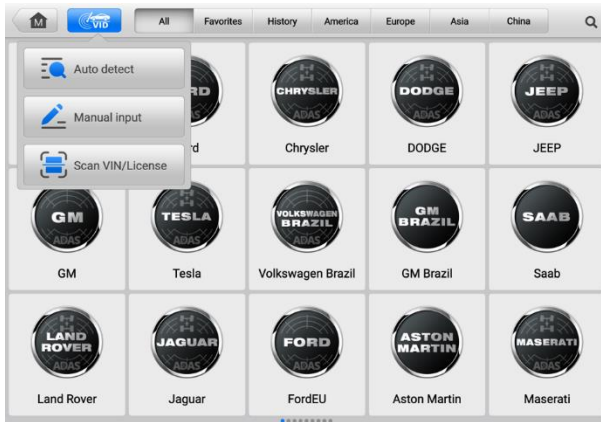 M
VID
All
Favorites
History
America
Europe
Asia
China
Auto detect
Manual input
Scan VIN/License
RD
rd
CHRYSLER
ADAS
Chrysler
DODGE
ADAS
DODGE
JEEP
ADAS
JEEP
GM
ADAS
GM
TESLA
ADAS
Tesla
VOLKSWAGEN
BRAZIL
ADAS
Volkswagen Brazil
GM
BRAZIL
GM Brazil
SAAB
Saab
LAND
ROVER
ADAS
Land Rover
JAGUAR
ADAS
Jaguar
FORD
ADAS
FordEU
ASTON
MARTIN
ADAS
Aston Martin
MASERATI
ADAS
Maserati